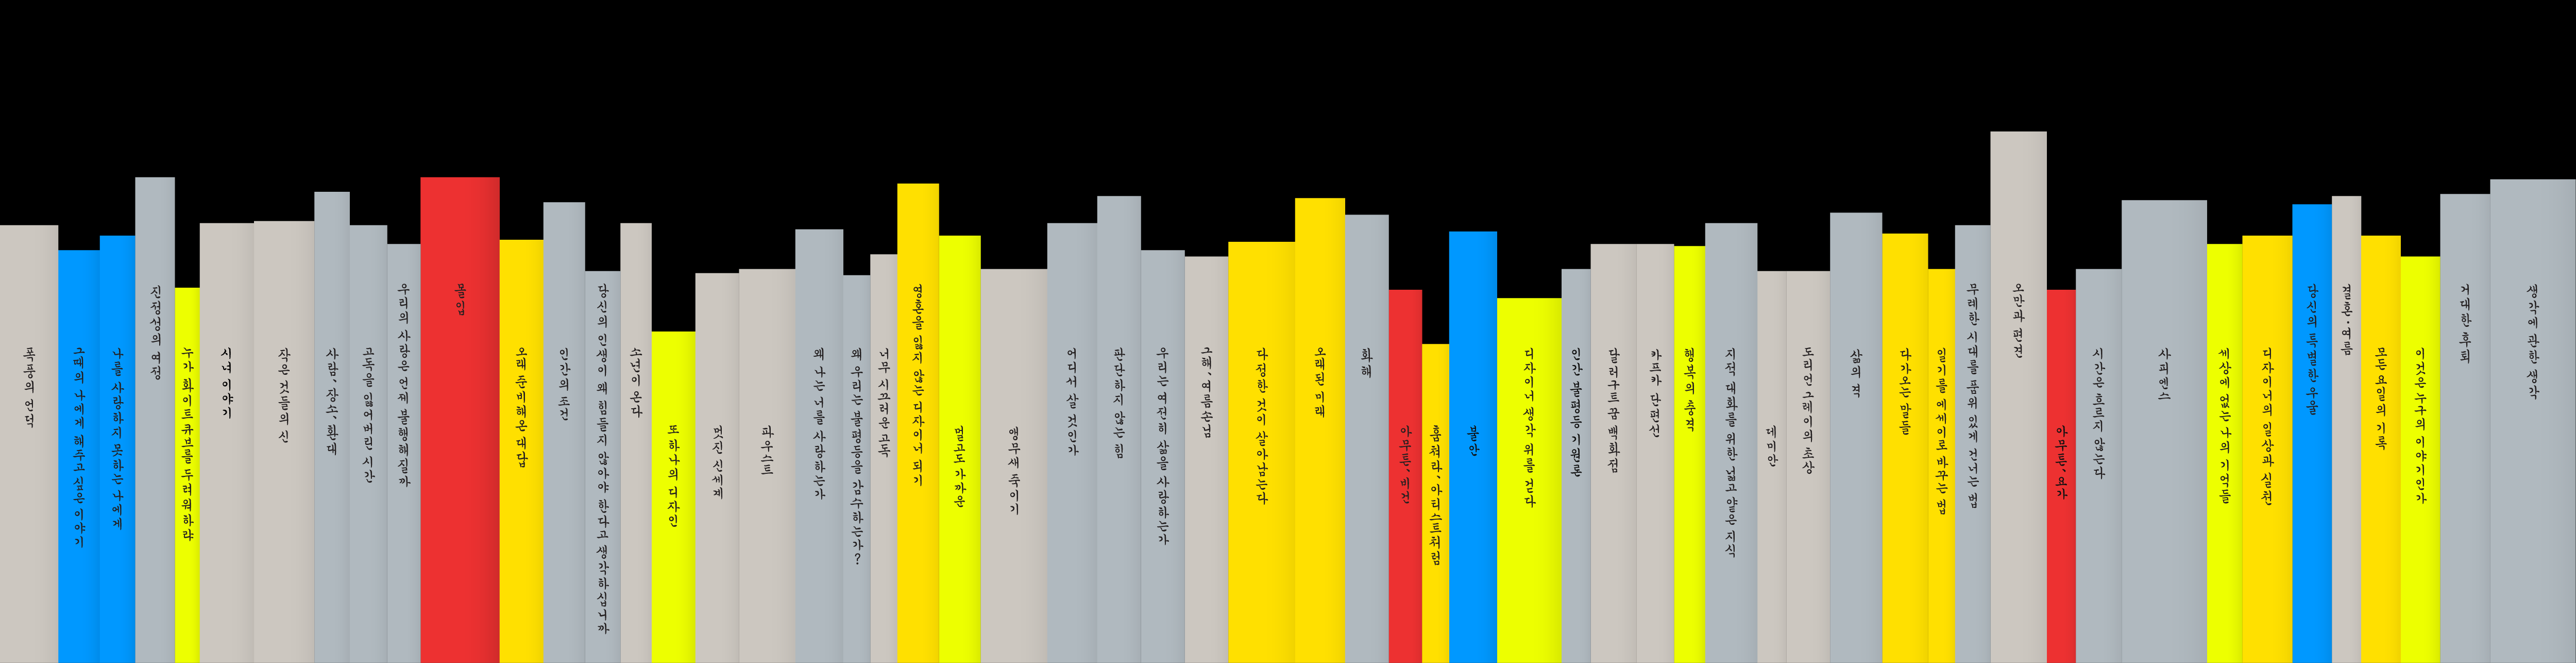 폭풍의 언덕
그때의 나에게 해주고 싶은 이야기
나를 사랑하지 못하는 나에게
진정성의 여정
누가 화이트 큐브를 두려워하랴
시녀 이야기
작은 것들의 신
사람, 장소, 환대
고독을 잃어버린 시간
우리의 사랑은 언제 불행해질까
몰입
오래 준비해온 대답
인간의 조건
당신의 인생이 왜 힘들지 않아야 한다고 생각하십니까
소년이 온다
또 하나의 디자인
멋진 신세계
파우스트
왜 나는 너를 사랑하는가
왜 우리는 불평등을 감수하는가?
너무 시끄러운 고독
영혼을 잃지 않는 디자이너 되기
멀고도 가까운
앵무새 죽이기
어디서 살 것인가
판단하지 않는 힘
우리는 여전히 삶을 사랑하는가
그해, 여름 손님
다정한 것이 살아남는다
오래된 미래
화해
아무튼, 비건
훔쳐라, 아티스트처럼
불안
디자이너 생각 위를 걷다
인간 불평등 기원론
달러구트 꿈 백화점
카프카 단편선
행복의 충격
지적 대화를 위한 넓고 얕은 지식
데미안
도리언 그레이의 초상
삶의 격
다가오는 말들
일기를 에세이로 바꾸는 법
무례한 시대를 품위 있게 건너는 법
오만과 편견
아무튼, 요가
시간은 흐르지 않는다
사피엔스
세상에 없는 나의 기억들
디자이너의 일상과 실천
당신의 특별한 우울
결혼·여름
모든 요일의 기록
이것은 누구의 이야기인가
거대한 후퇴
생각에 관한 생각